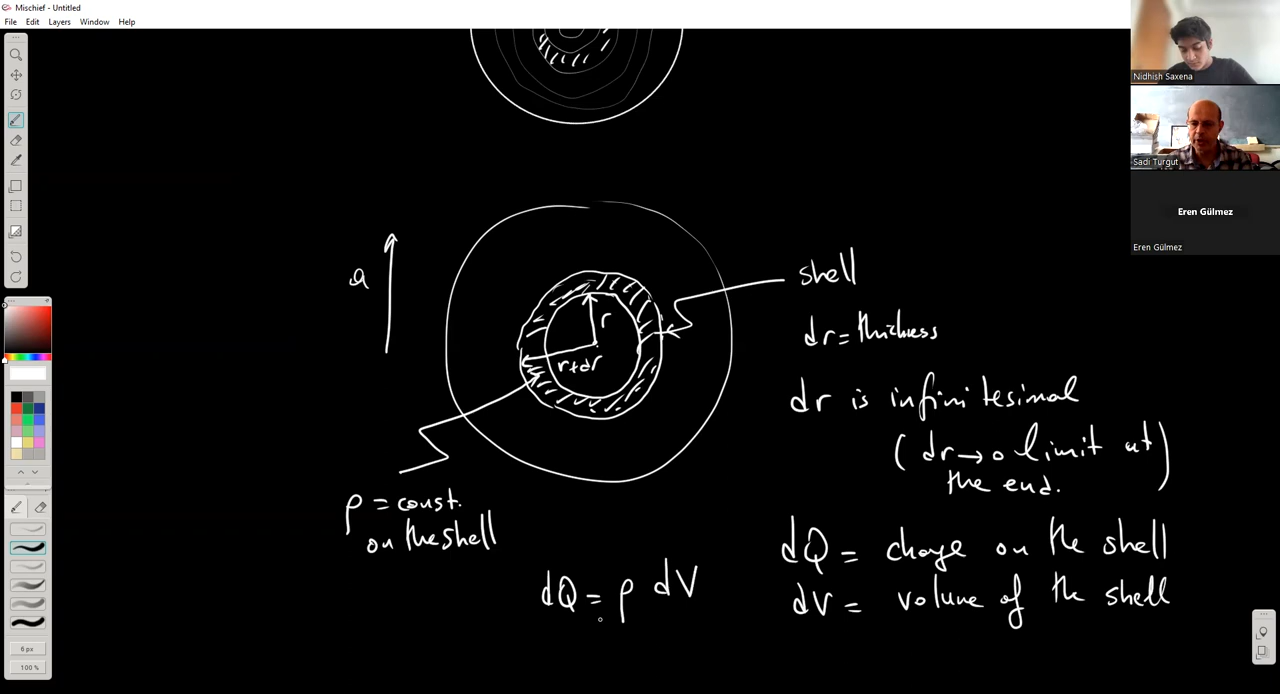 Mischief - Untitled
File Edit Layers Window Help
Nidhish Saxena
Sadi Turgut
Eren Gülmez
Eren Gülmez
a
r
r+dr
shell
dr = thickness
dr is infinitesimal
( dr→0 limit at
the end. )
ρ = const.
on the shell
dQ = ρ dV
dQ = charge on the shell
dV = volume of the shell
6 px
100 %